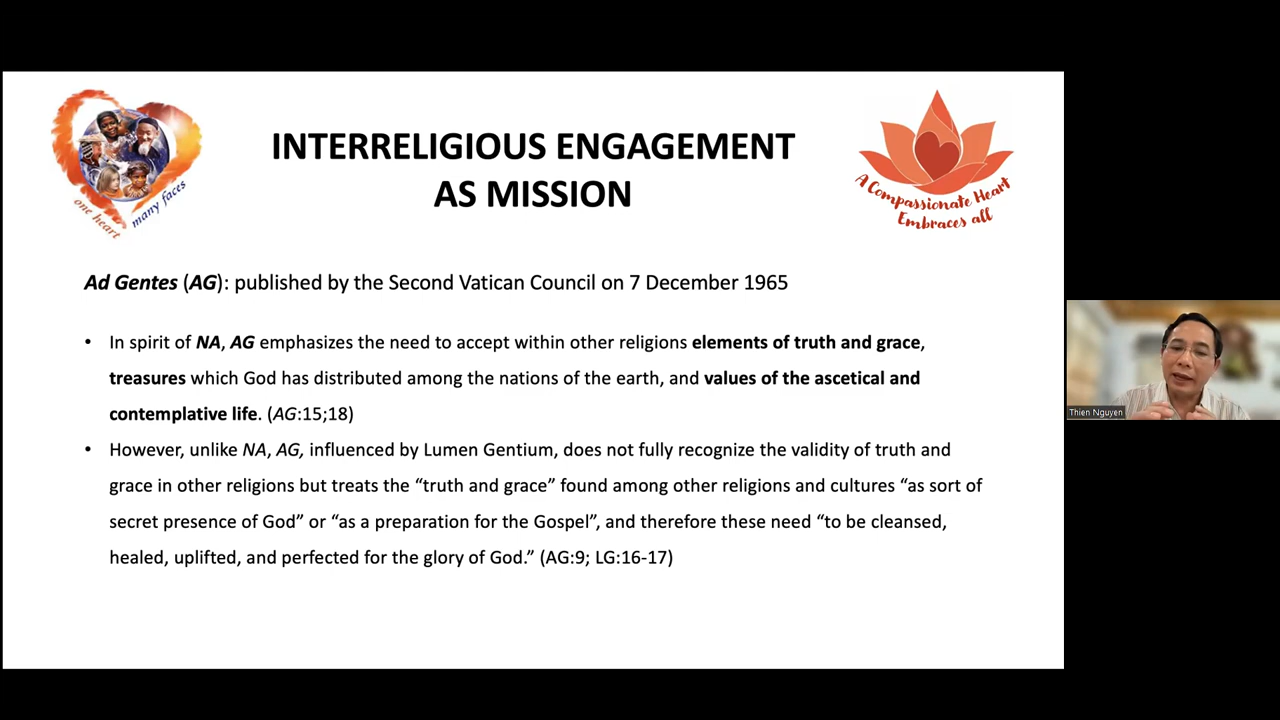 INTERRELIGIOUS ENGAGEMENT
AS MISSION
one heart
many faces
A Compassionate Heart
Embraces all
Ad Gentes (AG): published by the Second Vatican Council on 7 December 1965
• In spirit of NA, AG emphasizes the need to accept within other religions elements of truth and grace,
treasures which God has distributed among the nations of the earth, and values of the ascetical and
contemplative life. (AG:15;18)
• However, unlike NA, AG, influenced by Lumen Gentium, does not fully recognize the validity of truth and
grace in other religions but treats the “truth and grace” found among other religions and cultures “as sort of
secret presence of God” or “as a preparation for the Gospel”, and therefore these need “to be cleansed,
healed, uplifted, and perfected for the glory of God.” (AG:9; LG:16-17)
Thien Nguyen